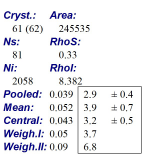 Cryst.: Area:
61 (62) 245535
Ns: RhoS:
81 0.33
Ni: RhoI:
2058 8.382
Pooled: 0.039 2.9 ± 0.4
Mean: 0.052 3.9 ± 0.7
Central: 0.043 3.2 ± 0.5
Weigh.I: 0.05 3.7
Weigh.II: 0.09 6.8